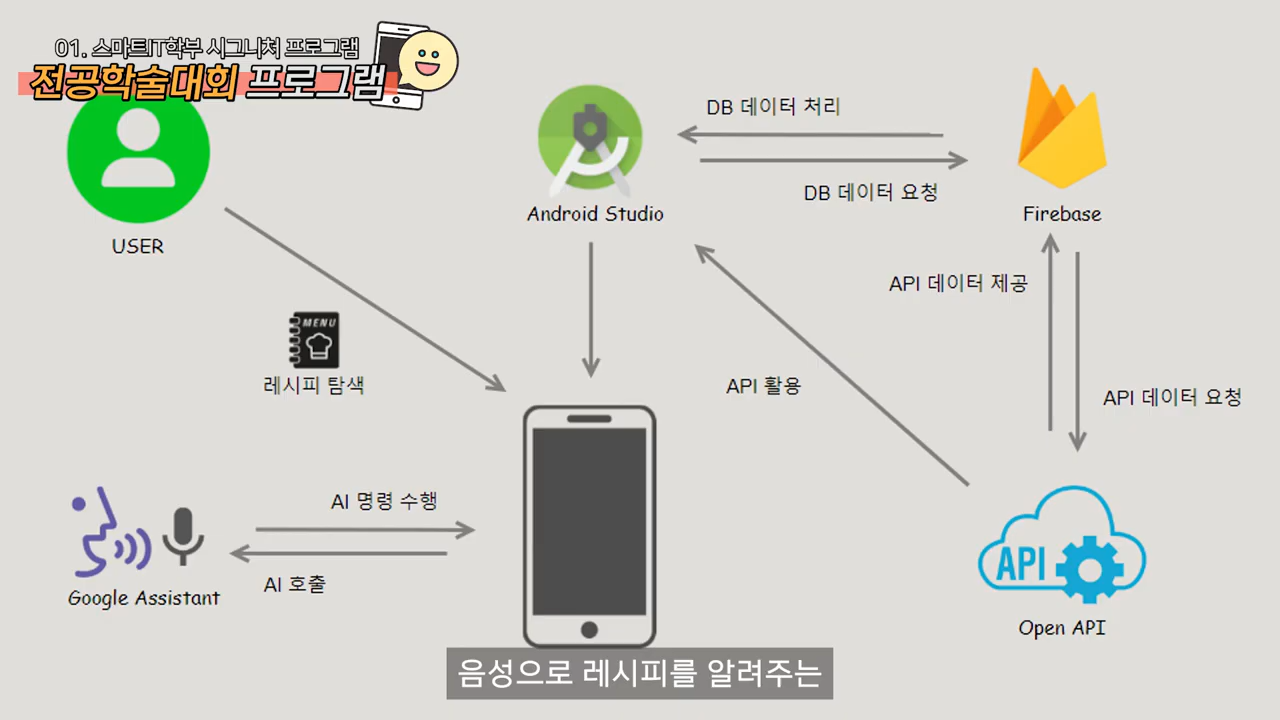 01. 스마트IT학부 시그니처 프로그램
전공학술대회 프로그램
USER
Android Studio
DB 데이터 처리
DB 데이터 요청
Firebase
API 데이터 제공
API 데이터 요청
MENU
레시피 탐색
API 활용
AI 명령 수행
AI 호출
Google Assistant
API
Open API
음성으로 레시피를 알려주는